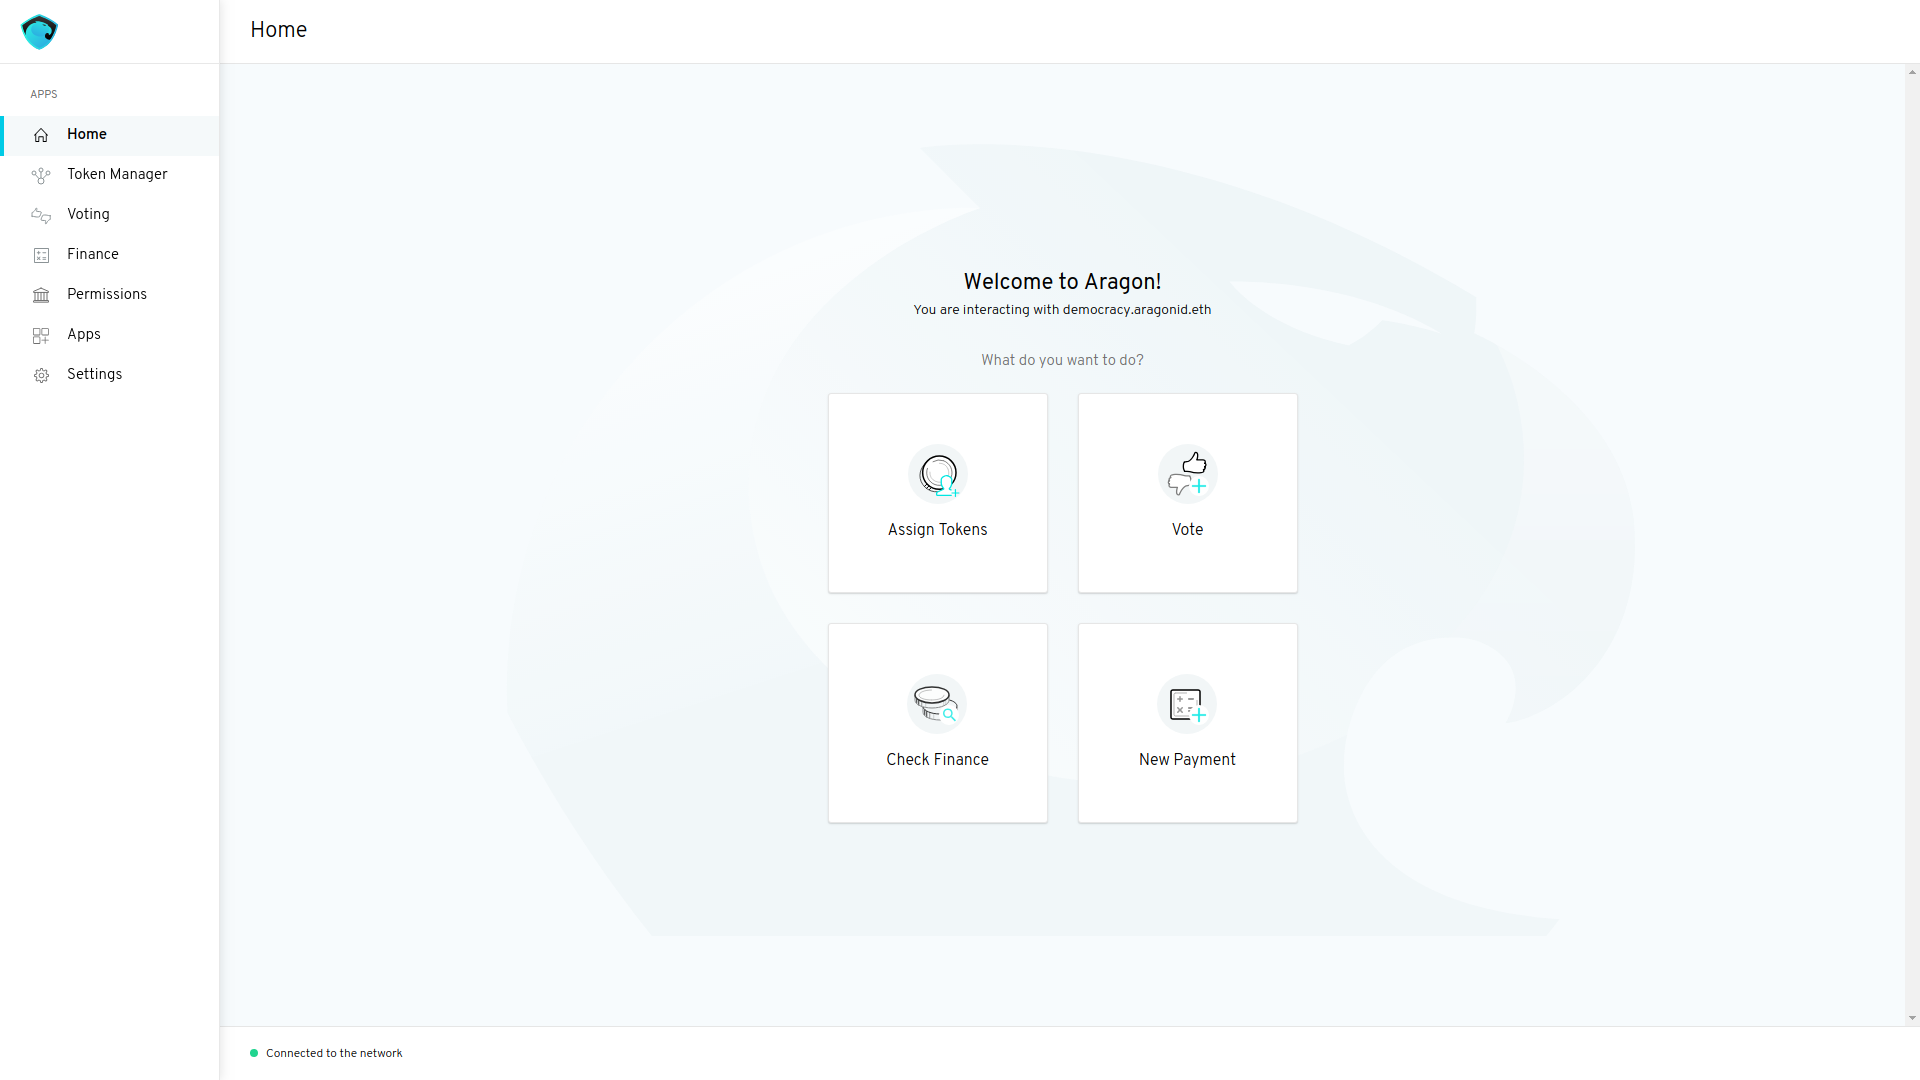 Home
APPS
Home
Token Manager
Voting
Finance
Permissions
Apps
Settings
Welcome to Aragon!
You are interacting with democracy.aragonid.eth
What do you want to do?
Assign Tokens
Vote
Check Finance
New Payment
Connected to the network